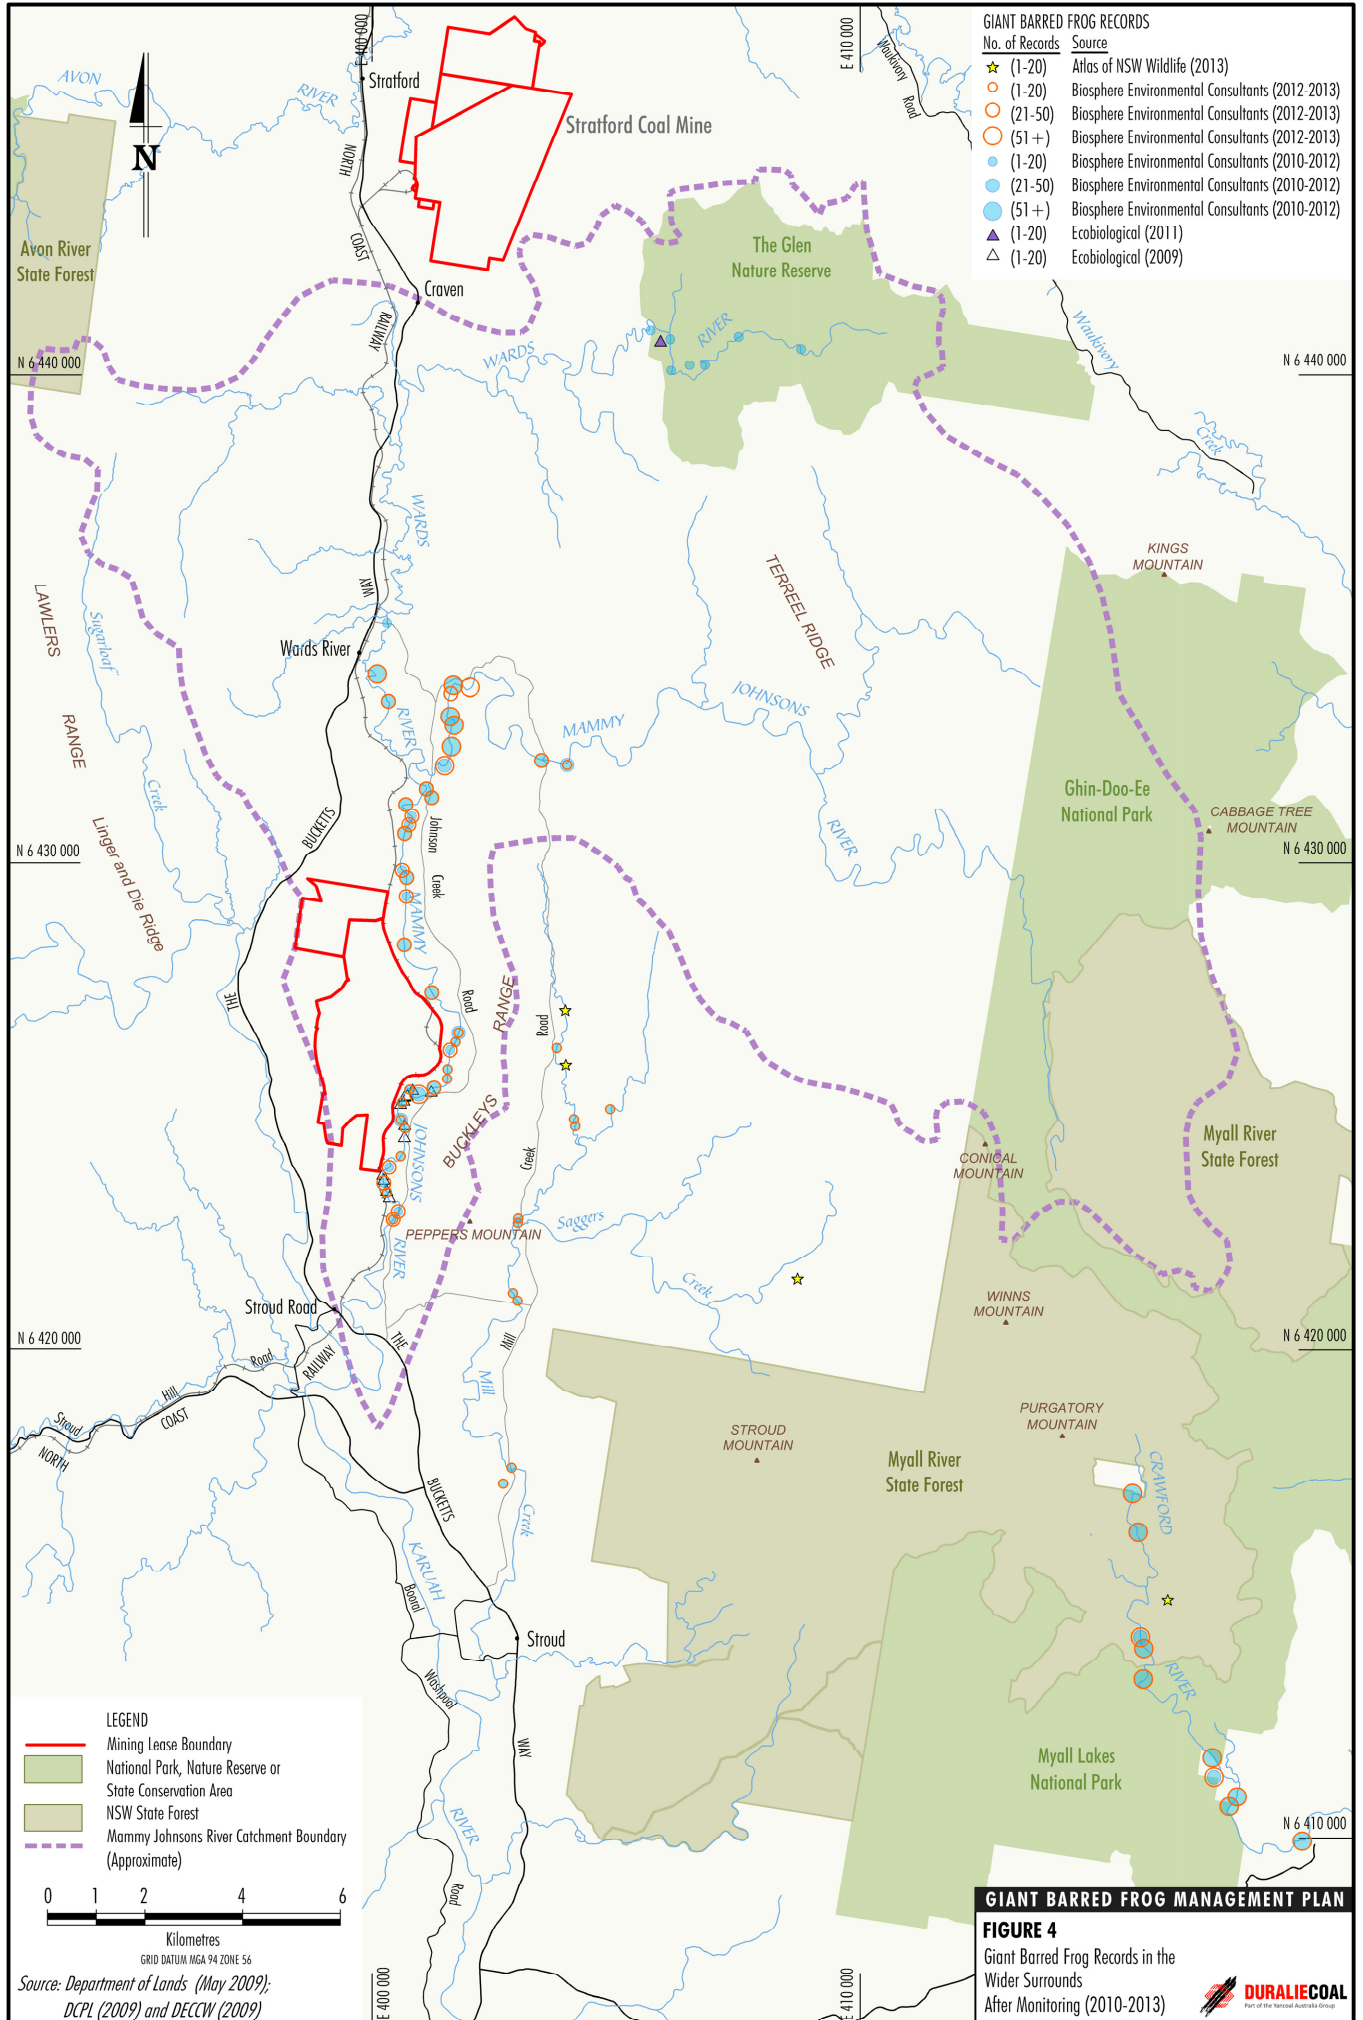 E 400 000
E 410 000
GIANT BARRED FROG RECORDS
No. of Records Source
(1-20) Atlas of NSW Wildlife (2013)
(1-20) Biosphere Environmental Consultants (2012-2013)
(21-50) Biosphere Environmental Consultants (2012-2013)
(51+) Biosphere Environmental Consultants (2012-2013)
(1-20) Biosphere Environmental Consultants (2010-2012)
(21-50) Biosphere Environmental Consultants (2010-2012)
(51+) Biosphere Environmental Consultants (2010-2012)
(1-20) Ecobiological (2011)
(1-20) Ecobiological (2009)
Waukivory
Road
AVON
RIVER
Stratford
N
NORTH
COAST
RAILWAY
Stratford Coal Mine
Avon River
State Forest
The Glen
Nature Reserve
Craven
WARDS
RIVER
Waukivory
Creek
N 6 440 000
N 6 440 000
WARDS
WAY
KINGS
MOUNTAIN
TERREEL RIDGE
LAWLERS
RANGE
Sugarloaf
Creek
Wards River
RIVER
MAMMY
JOHNSONS
RIVER
Linger and Die Ridge
BUCKETTS
Johnson
Creek
Road
Ghin-Doo-Ee
National Park
CABBAGE TREE
MOUNTAIN
N 6 430 000
N 6 430 000
MAMMY
THE
RANGE
BUCKLEYS
Road
Creek
JOHNSONS
RIVER
CONICAL
MOUNTAIN
Myall River
State Forest
PEPPERS MOUNTAIN
Saggers
Creek
WINNS
MOUNTAIN
Stroud Road
N 6 420 000
N 6 420 000
Road
RAILWAY
THE
Mill
Mill
Hill
COAST
Stroud
NORTH
STROUD
MOUNTAIN
PURGATORY
MOUNTAIN
Myall River
State Forest
CRAWFORD
RIVER
BUCKETTS
Creek
KARUAH
Booral
Stroud
Washpool
WAY
RIVER
Road
Myall Lakes
National Park
N 6 410 000
LEGEND
Mining Lease Boundary
National Park, Nature Reserve or
State Conservation Area
NSW State Forest
Mammy Johnsons River Catchment Boundary
(Approximate)
0 1 2 4 6
Kilometres
GRID DATUM MGA 94 ZONE 56
Source: Department of Lands (May 2009);
DCPL (2009) and DECCW (2009)
E 400 000
E 410 000
GIANT BARRED FROG MANAGEMENT PLAN
FIGURE 4
Giant Barred Frog Records in the
Wider Surrounds
After Monitoring (2010-2013)
DURALIECOAL
Part of the Yancoal Australia Group